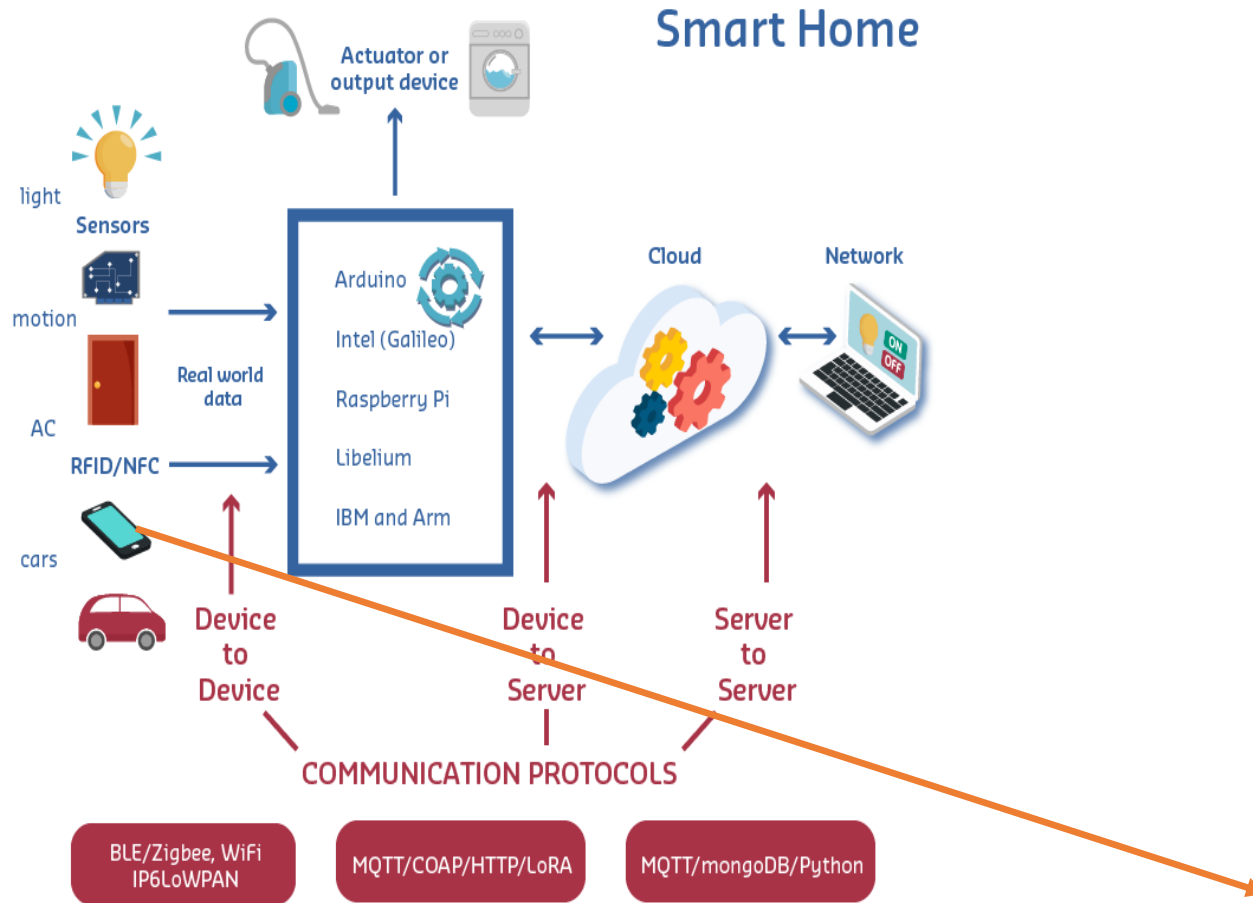 Smart Home
Actuator or
output device
light
Sensors
motion
Real world
data
AC
RFID/NFC
cars
Arduino
Intel (Galileo)
Raspberry Pi
Libelium
IBM and Arm
Cloud
Network
ON
OFF
Device
to
Device
Device
to
Server
Server
to
Server
COMMUNICATION PROTOCOLS
BLE/Zigbee, WiFi
IP6LoWPAN
MQTT/COAP/HTTP/LoRA
MQTT/mongoDB/Python